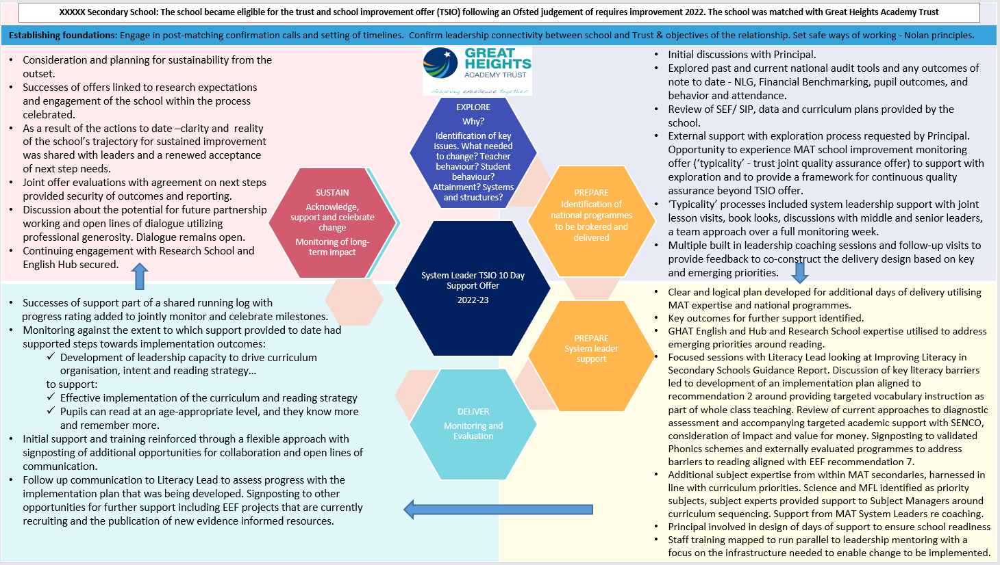 XXXXX Secondary School: The school became eligible for the trust and school improvement offer (TSIO) following an Ofsted judgement of requires improvement 2022. The school was matched with Great Heights Academy Trust
Establishing foundations: Engage in post-matching confirmation calls and setting of timelines.  Confirm leadership connectivity between school and Trust & objectives of the relationship. Set safe ways of working - Nolan principles.
• Consideration and planning for sustainability from the
outset.
• Successes of offers linked to research expectations
and engagement of the school within the process
celebrated.
• As a result of the actions to date –clarity and  reality
of the school's trajectory for sustained improvement
was shared with leaders and a renewed acceptance
of next step needs.
• Joint offer evaluations with agreement on next steps
provided security of outcomes and reporting.
• Discussion about the potential for future partnership
working and open lines of dialogue utilizing
professional generosity. Dialogue remains open.
• Continuing engagement with Research School and
English Hub secured.
GREAT
HEIGHTS
ACADEMY TRUST
Achieving excellence together
EXPLORE
Why?
Identification of key
issues. What needed
to change? Teacher
behaviour? Student
behaviour?
Attainment? Systems
and structures?
SUSTAIN
Acknowledge,
support and celebrate
change
Monitoring of long-
term impact
PREPARE
Identification of
national programmes
to be brokered and
delivered
System Leader TSIO 10 Day
Support Offer
2022-23
PREPARE
System leader
support
DELIVER
Monitoring and
Evaluation
• Initial discussions with Principal.
• Explored past and current national audit tools and any outcomes of
note to date - NLG, Financial Benchmarking, pupil outcomes, and
behavior and attendance.
• Review of SEF/ SIP, data and curriculum plans provided by the
school.
• External support with exploration process requested by Principal.
Opportunity to experience MAT school improvement monitoring
offer ('typicality' - trust joint quality assurance offer) to support with
exploration and to provide a framework for continuous quality
assurance beyond TSIO offer.
• 'Typicality' processes included system leadership support with joint
lesson visits, book looks, discussions with middle and senior leaders,
a team approach over a full monitoring week.
• Multiple built in leadership coaching sessions and follow-up visits to
provide feedback to co-construct the delivery design based on key
and emerging priorities.
• Clear and logical plan developed for additional days of delivery utilising
MAT expertise and national programmes.
• Key outcomes for further support identified.
• GHAT English and Hub and Research School expertise utilised to address
emerging priorities around reading.
• Focused sessions with Literacy Lead looking at Improving Literacy in
Secondary Schools Guidance Report. Discussion of key literacy barriers
led to development of an implementation plan aligned to
recommendation 2 around providing targeted vocabulary instruction as
part of whole class teaching. Review of current approaches to diagnostic
assessment and accompanying targeted academic support with SENCO,
consideration of impact and value for money. Signposting to validated
Phonics schemes and externally evaluated programmes to address
barriers to reading aligned with EEF recommendation 7.
• Additional subject expertise from within MAT secondaries, harnessed in
line with curriculum priorities. Science and MFL identified as priority
subjects, subject experts provided support to Subject Managers around
curriculum sequencing. Support from MAT System Leaders re coaching.
• Principal involved in design of days of support to ensure school readiness
• Staff training mapped to run parallel to leadership mentoring with a
focus on the infrastructure needed to enable change to be implemented.
• Successes of support part of a shared running log with
progress rating added to jointly monitor and celebrate milestones.
• Monitoring against the extent to which support provided to date had
supported steps towards implementation outcomes:
✓ Development of leadership capacity to drive curriculum
organisation, intent and reading strategy…
to support:
✓ Effective implementation of the curriculum and reading strategy
✓ Pupils can read at an age-appropriate level, and they know more
and remember more.
• Initial support and training reinforced through a flexible approach with
signposting of additional opportunities for collaboration and open lines of
communication.
• Follow up communication to Literacy Lead to assess progress with the
implementation plan that was being developed. Signposting to other
opportunities for further support including EEF projects that are currently
recruiting and the publication of new evidence informed resources.